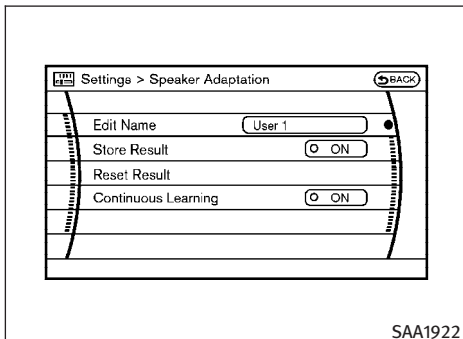 Settings > Speaker Adaptation BACK
Edit Name User 1
Store Result ON
Reset Result
Continuous Learning ON
SAA1922